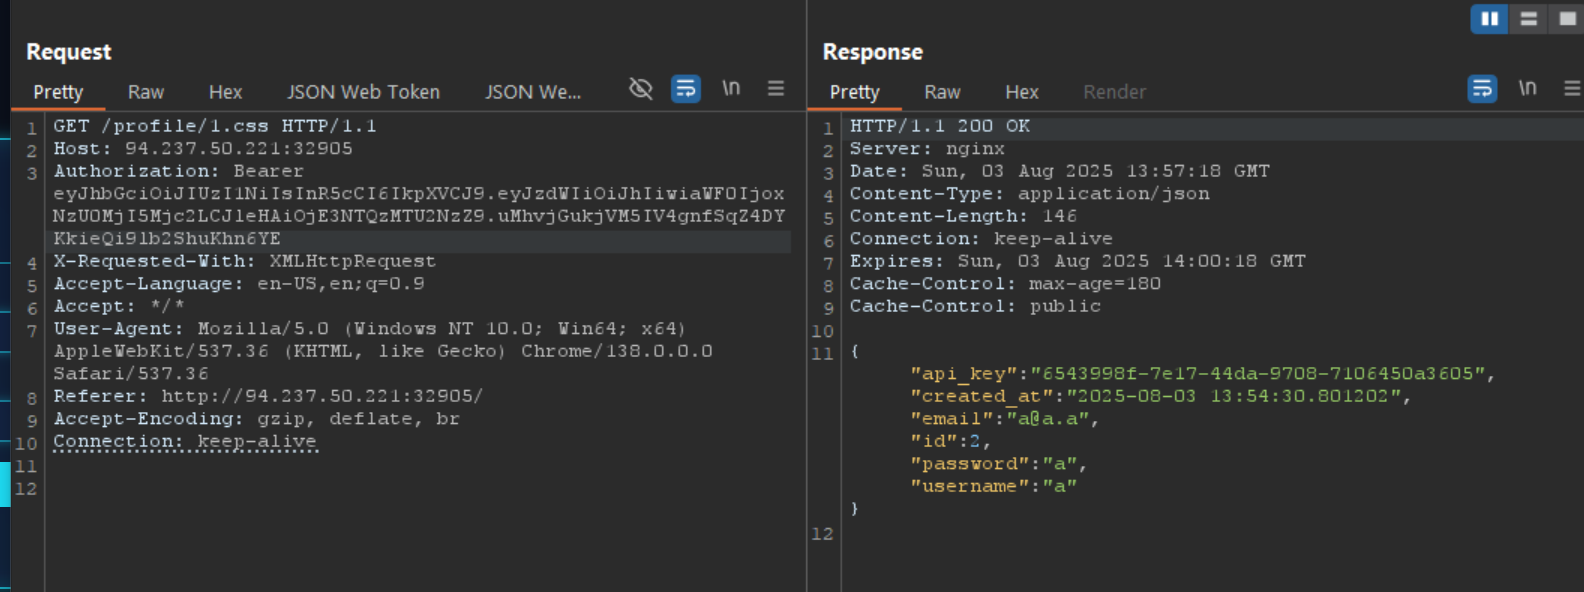 Request
Pretty Raw Hex JSON Web Token JSON We... \n
1 GET /profile/1.css HTTP/1.1
2 Host: 94.237.50.221:32905
3 Authorization: Bearer
eyJhbGciOiJIUzI1NiIsInR5cCI6IkpXVCJ9.eyJzdWIiOiJhIiwiaWF0Ijox
NzU0MjI5Mjc2LCJleHAiOjE3NTQzMTU2NzZ9.uMhvjGukjVM5IV4gnfSqZ4DY
KkieQi9lb2ShuKhn6YE
4 X-Requested-With: XMLHttpRequest
5 Accept-Language: en-US,en;q=0.9
6 Accept: */*
7 User-Agent: Mozilla/5.0 (Windows NT 10.0; Win64; x64)
AppleWebKit/537.36 (KHTML, like Gecko) Chrome/138.0.0.0
Safari/537.36
8 Referer: http://94.237.50.221:32905/
9 Accept-Encoding: gzip, deflate, br
10 Connection: keep-alive
11
12
Response
Pretty Raw Hex Render \n
1 HTTP/1.1 200 OK
2 Server: nginx
3 Date: Sun, 03 Aug 2025 13:57:18 GMT
4 Content-Type: application/json
5 Content-Length: 146
6 Connection: keep-alive
7 Expires: Sun, 03 Aug 2025 14:00:18 GMT
8 Cache-Control: max-age=180
9 Cache-Control: public
10
11 {
"api_key":"6543998f-7e17-44da-9708-7106450a3605",
"created_at":"2025-08-03 13:54:30.801202",
"email":"a@a.a",
"id":2,
"password":"a",
"username":"a"
}
12